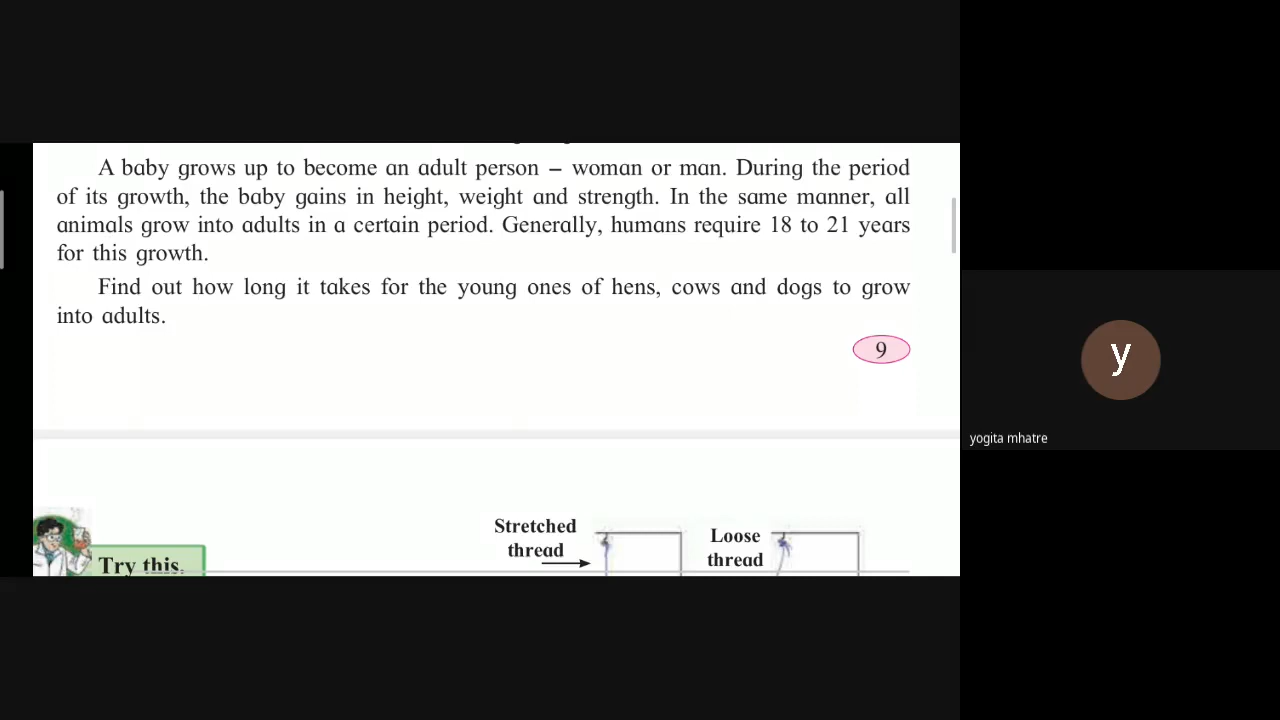 A baby grows up to become an adult person – woman or man. During the period
of its growth, the baby gains in height, weight and strength. In the same manner, all
animals grow into adults in a certain period. Generally, humans require 18 to 21 years
for this growth.
Find out how long it takes for the young ones of hens, cows and dogs to grow
into adults.
9
y
yogita mhatre
Stretched
thread
Loose
thread
Try this.